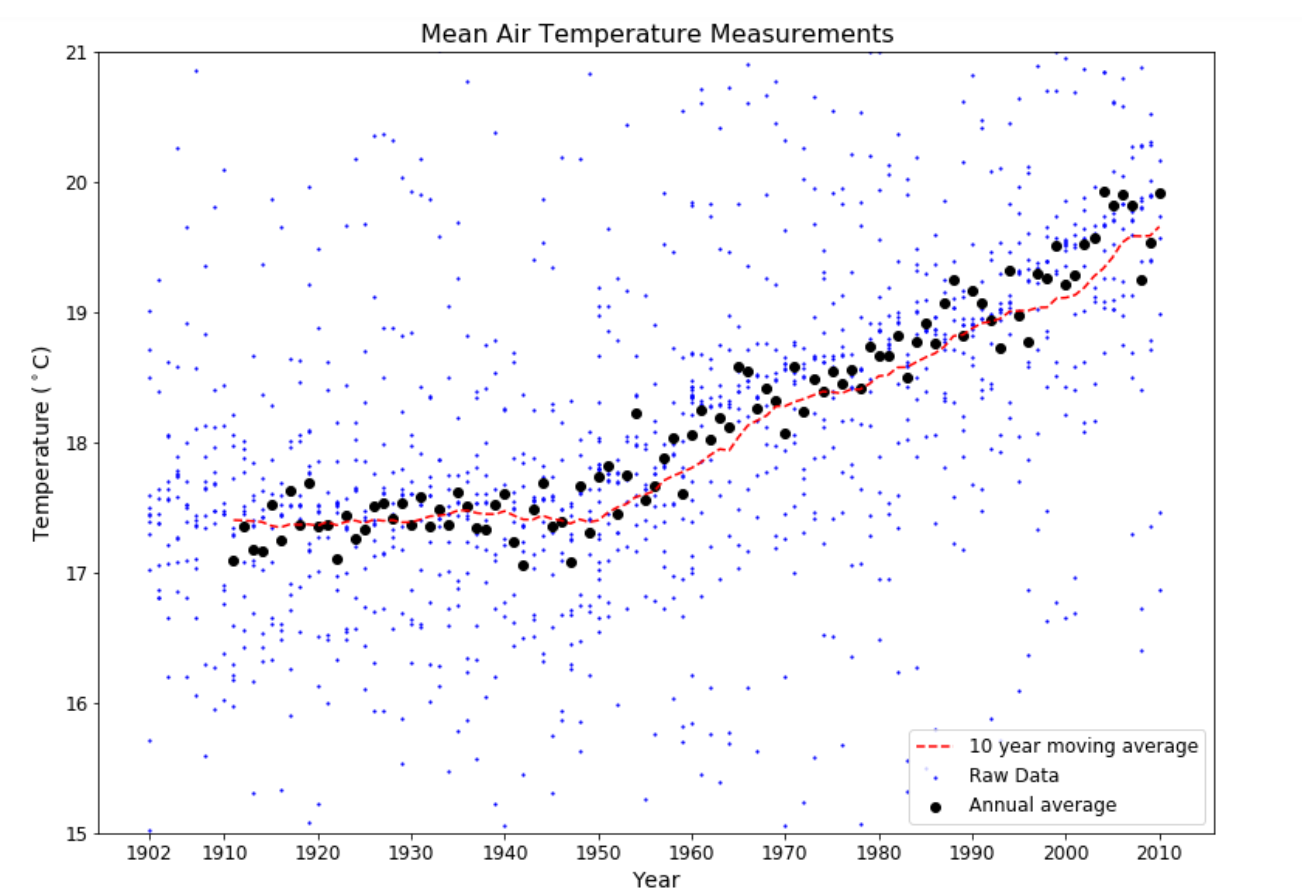 Mean Air Temperature Measurements
21
20
19
18
17
16
15
Temperature (°C)
1902 1910 1920 1930 1940 1950 1960 1970 1980 1990 2000 2010
Year
10 year moving average
Raw Data
Annual average